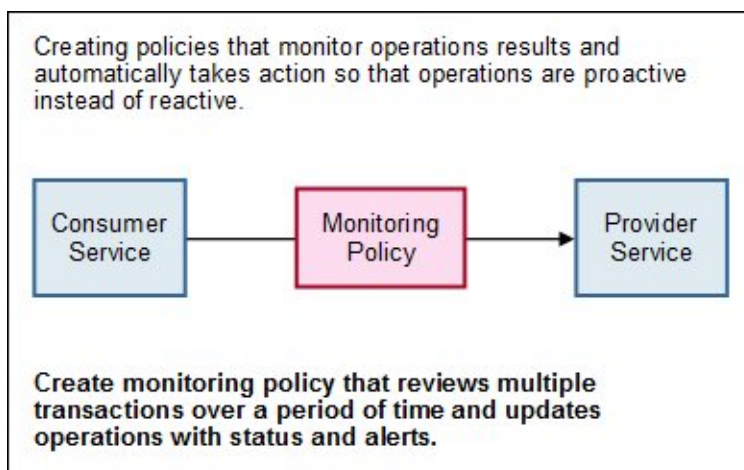 Creating policies that monitor operations results and
automatically takes action so that operations are proactive
instead of reactive.
Consumer
Service
Monitoring
Policy
Provider
Service
Create monitoring policy that reviews multiple
transactions over a period of time and updates
operations with status and alerts.